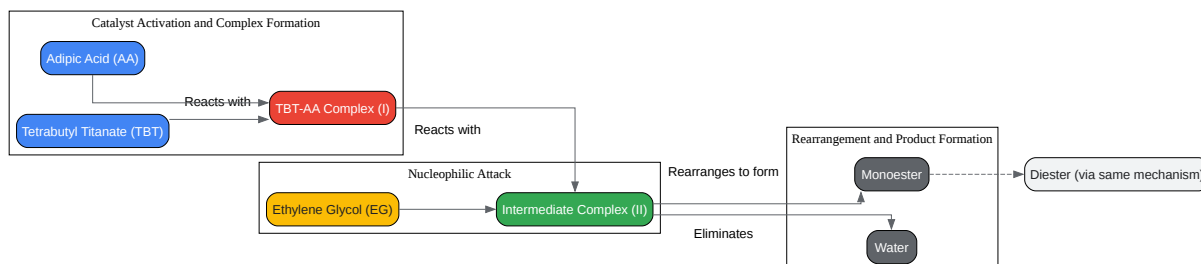 Catalyst Activation and Complex Formation
Adipic Acid (AA)
Reacts with
TBT-AA Complex (I)
Tetrabutyl Titanate (TBT)
Reacts with
Nucleophilic Attack
Ethylene Glycol (EG)
Intermediate Complex (II)
Rearranges to form
Eliminates
Rearrangement and Product Formation
Monoester
Water
Diester (via same mechanism)